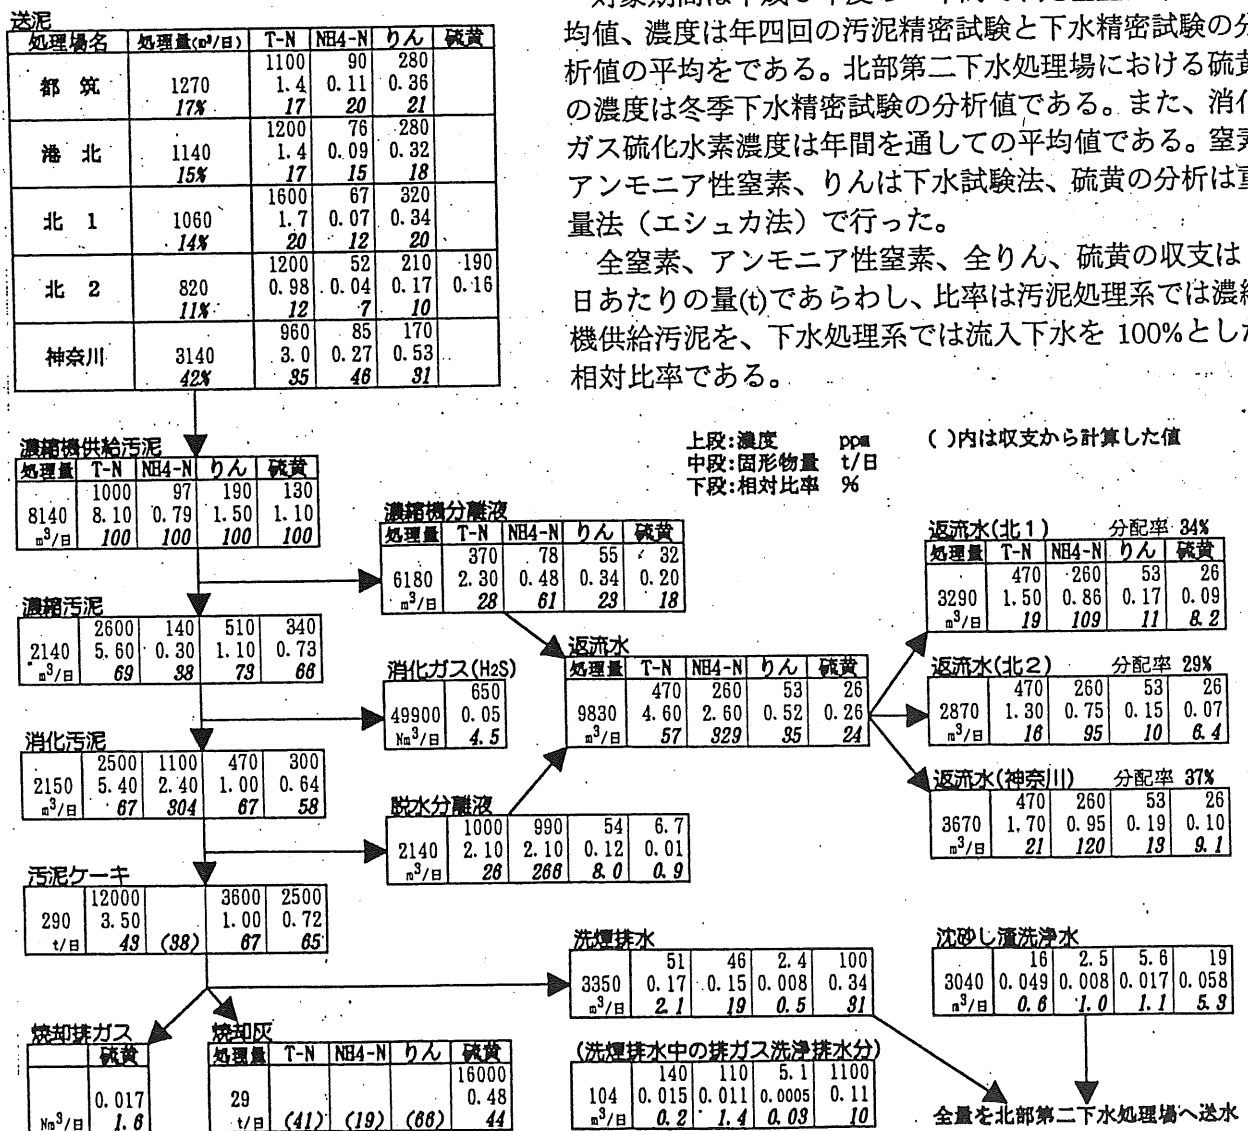 均値、濃度は年四回の汚泥精密試験と下水精密試験の分
析値の平均をである。北部第二下水処理場における硫黄
の濃度は冬季下水精密試験の分析値である。また、消化
ガス硫化水素濃度は年間を通しての平均値である。窒素
アンモニア性窒素、りんは下水試験法、硫黄の分析は重
量法（エシュカ法）で行った。
全窒素、アンモニア性窒素、全りん、硫黄の収支は
日あたりの量(t)であらわし、比率は汚泥処理系では濃縮
機供給汚泥を、下水処理系では流入下水を 100%とした
相対比率である。
送泥
処理場名 処理量(m³/日) T-N NH4-N りん 硫黄
1100 90 280
都 筑 1270 1.4 0.11 0.36
17% 17 20 21
1200 76 280
港 北 1140 1.4 0.09 0.32
15% 17 15 18
1600 67 320
北 1 1060 1.7 0.07 0.34
14% 20 12 20
1200 52 210 190
北 2 820 0.98 0.04 0.17 0.16
11% 12 7 10
960 85 170
神奈川 3140 3.0 0.27 0.53
42% 35 46 31
上段:濃度 ppm ( )内は収支から計算した値
中段:固形物量 t/日
下段:相対比率 %
濃縮機供給汚泥
処理量 T-N NH4-N りん 硫黄
1000 97 190 130
8140 8.10 0.79 1.50 1.10
m³/日 100 100 100 100
濃縮機分離液
処理量 T-N NH4-N りん 硫黄
370 78 55 32
6180 2.30 0.48 0.34 0.20
m³/日 28 61 23 18
濃縮汚泥
2600 140 510 340
2140 5.60 0.30 1.10 0.73
m³/日 69 38 73 66
消化ガス(H2S)
650
49900 0.05
Nm³/日 4.5
返流水
処理量 T-N NH4-N りん 硫黄
470 260 53 26
9830 4.60 2.60 0.52 0.26
m³/日 57 329 35 24
返流水(北1) 分配率 34%
処理量 T-N NH4-N りん 硫黄
470 260 53 26
3290 1.50 0.86 0.17 0.09
m³/日 19 109 11 8.2
返流水(北2) 分配率 29%
470 260 53 26
2870 1.30 0.75 0.15 0.07
m³/日 16 95 10 6.4
返流水(神奈川) 分配率 37%
470 260 53 26
3670 1.70 0.95 0.19 0.10
m³/日 21 120 13 9.1
消化汚泥
2500 1100 470 300
2150 5.40 2.40 1.00 0.64
m³/日 67 304 67 58
脱水分離液
1000 990 54 6.7
2140 2.10 2.10 0.12 0.01
m³/日 26 266 8.0 0.9
汚泥ケーキ
12000 3600 2500
290 3.50 1.00 0.72
t/日 43 (38) 67 65
洗煙排水
51 46 2.4 100
3350 0.17 0.15 0.008 0.34
m³/日 2.1 19 0.5 31
沈砂し渣洗浄水
16 2.5 5.6 19
3040 0.049 0.008 0.017 0.058
m³/日 0.6 1.0 1.1 5.3
焼却排ガス
硫黄
0.017
Nm³/日 1.6
焼却灰
処理量 T-N NH4-N りん 硫黄
16000
29 0.48
t/日 (41) (19) (66) 44
(洗煙排水中の排ガス洗浄排水分)
140 110 5.1 1100
104 0.015 0.011 0.0005 0.11
m³/日 0.2 1.4 0.03 10
全量を北部第二下水処理場へ送水